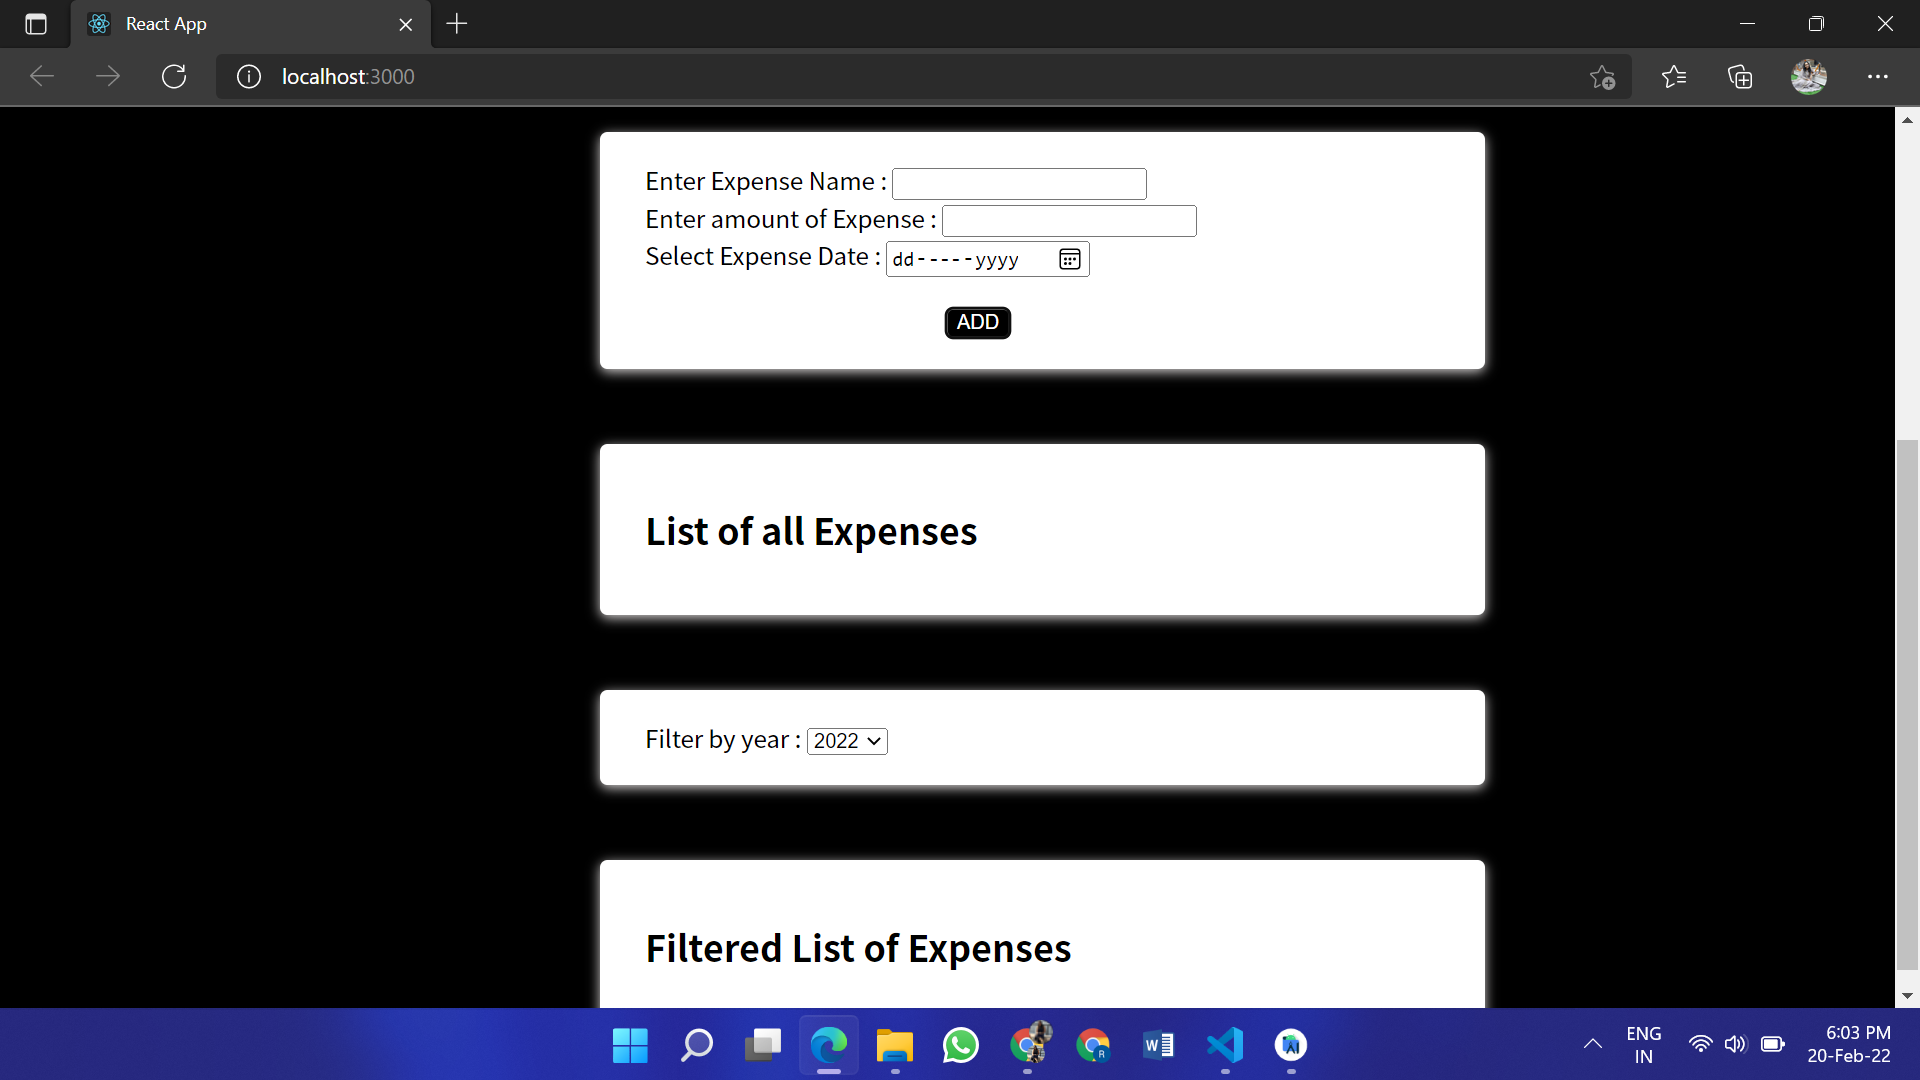 React App
localhost:3000
Enter Expense Name :
Enter amount of Expense :
Select Expense Date : dd-----yyyy
ADD
List of all Expenses
Filter by year : 2022
Filtered List of Expenses
W
R
ENG
IN
6:03 PM
20-Feb-22